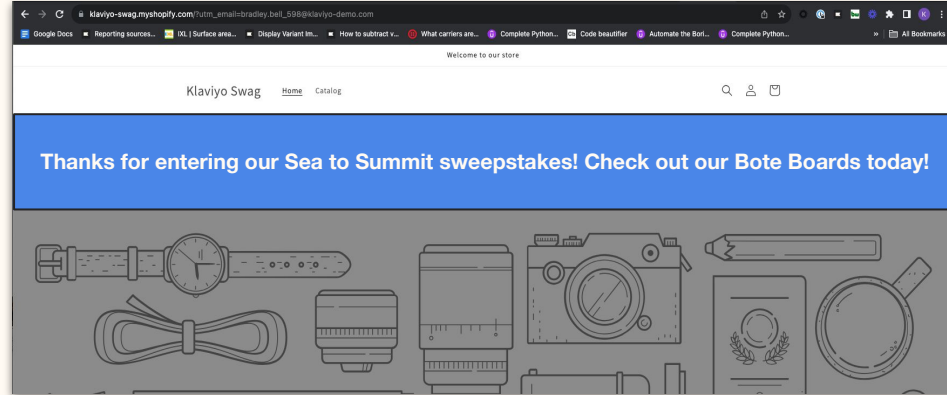 klaviyo-swag.myshopify.com/?utm_email=bradley.bell_598@klaviyo-demo.com
K
Google Docs Reporting sources... IXL | Surface area... Display Variant Im... How to subtract v... What carriers are... Complete Python... Code beautifier Automate the Bori... Complete Python... » All Bookmarks
Welcome to our store
Klaviyo Swag Home Catalog
Thanks for entering our Sea to Summit sweepstakes! Check out our Bote Boards today!